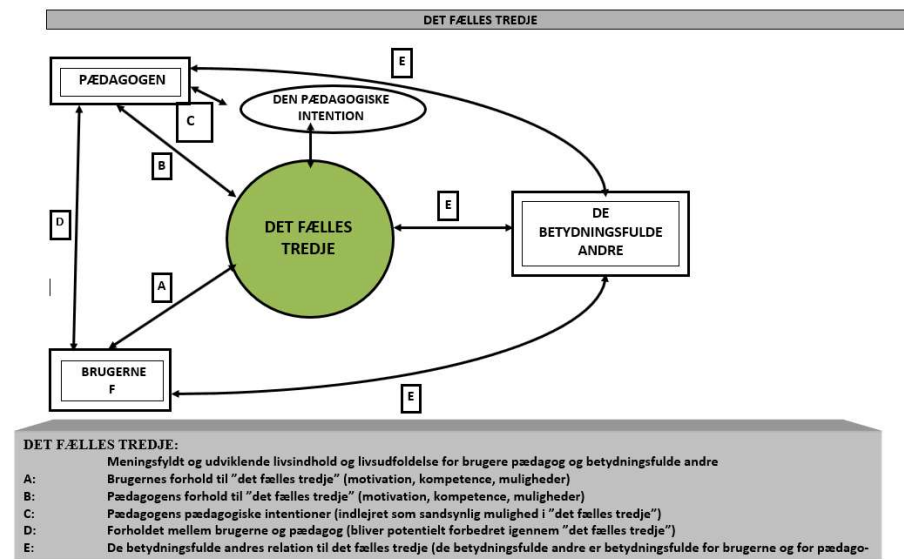 DET FÆLLES TREDJE
E
PÆDAGOGEN
DEN PÆDAGOGISKE
INTENTION
C
B
D
DET FÆLLES
TREDJE
E
DE
BETYDNINGSFULDE
ANDRE
A
BRUGERNE
F
E
DET FÆLLES TREDJE:
Meningsfyldt og udviklende livsindhold og livsudfoldelse for brugere pædagog og betydningsfulde andre
A: Brugernes forhold til ”det fælles tredje” (motivation, kompetence, muligheder)
B: Pædagogens forhold til ”det fælles tredje” (motivation, kompetence, muligheder)
C: Pædagogens pædagogiske intentioner (indlejret som sandsynlig mulighed i ”det fælles tredje”)
D: Forholdet mellem brugerne og pædagog (bliver potentielt forbedret igennem ”det fælles tredje”)
E: De betydningsfulde andres relation til det fælles tredje (de betydningsfulde andre er betydningsfulde for brugerne og for pædago-